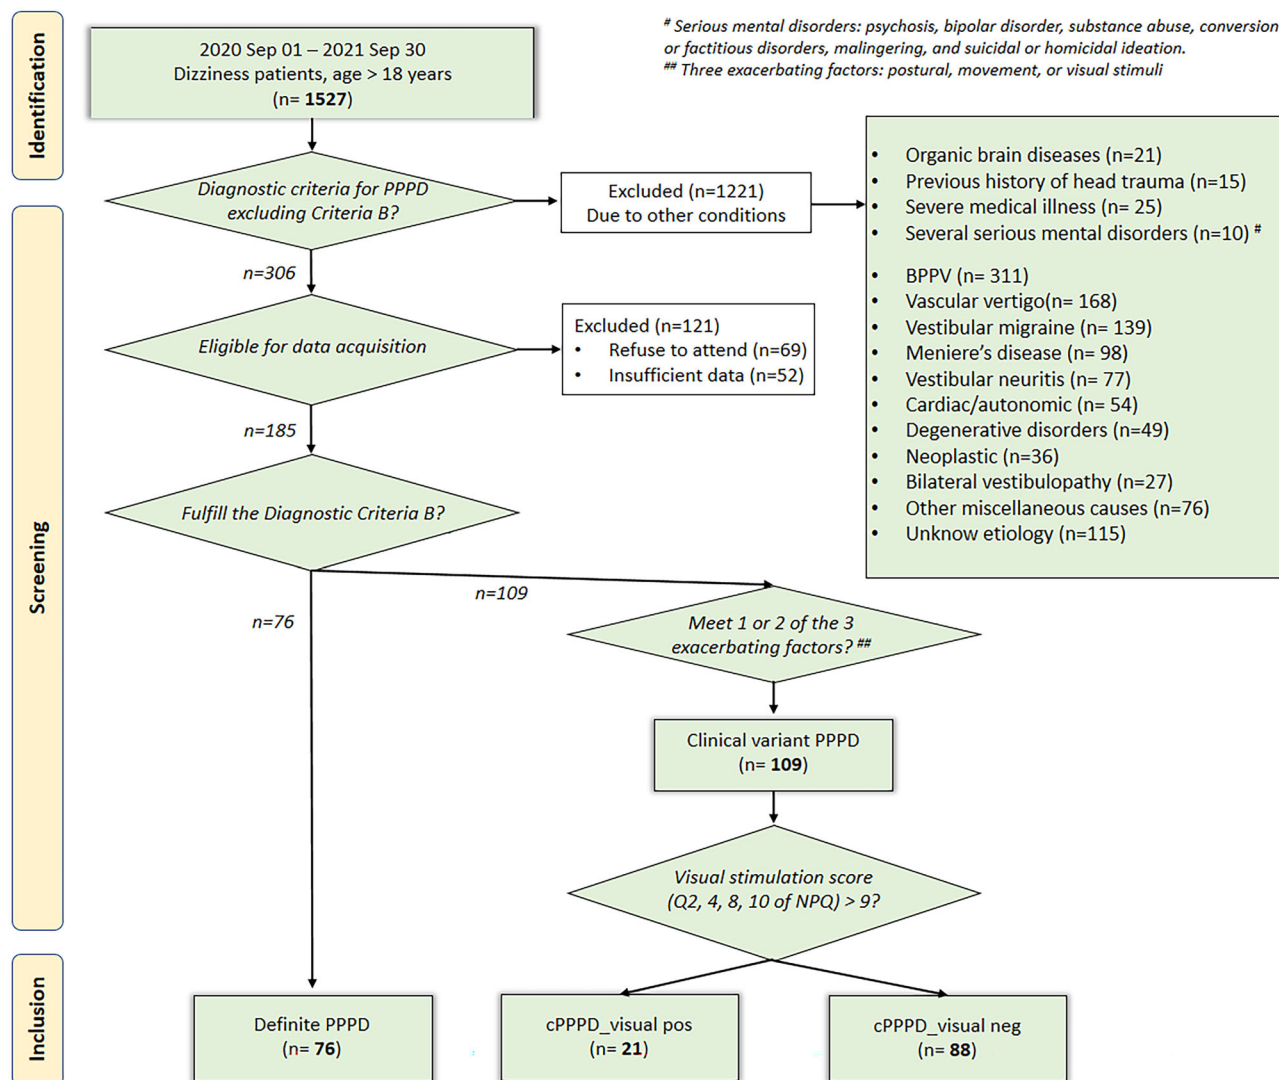 # Serious mental disorders: psychosis, bipolar disorder, substance abuse, conversion
or factitious disorders, malingering, and suicidal or homicidal ideation.
## Three exacerbating factors: postural, movement, or visual stimuli
Identification
2020 Sep 01 – 2021 Sep 30
Dizziness patients, age > 18 years
(n= 1527)
Diagnostic criteria for PPPD
excluding Criteria B?
Excluded (n=1221)
Due to other conditions
• Organic brain diseases (n=21)
• Previous history of head trauma (n=15)
• Severe medical illness (n= 25)
• Several serious mental disorders (n=10) #
• BPPV (n= 311)
• Vascular vertigo(n= 168)
• Vestibular migraine (n= 139)
• Meniere’s disease (n= 98)
• Vestibular neuritis (n= 77)
• Cardiac/autonomic (n= 54)
• Degenerative disorders (n=49)
• Neoplastic (n=36)
• Bilateral vestibulopathy (n=27)
• Other miscellaneous causes (n=76)
• Unknow etiology (n=115)
n=306
Screening
Eligible for data acquisition
Excluded (n=121)
• Refuse to attend (n=69)
• Insufficient data (n=52)
n=185
Fulfill the Diagnostic Criteria B?
n=76
n=109
Meet 1 or 2 of the 3
exacerbating factors? ##
Clinical variant PPPD
(n= 109)
Visual stimulation score
(Q2, 4, 8, 10 of NPQ) > 9?
Inclusion
Definite PPPD
(n= 76)
cPPPD_visual pos
(n= 21)
cPPPD_visual neg
(n= 88)